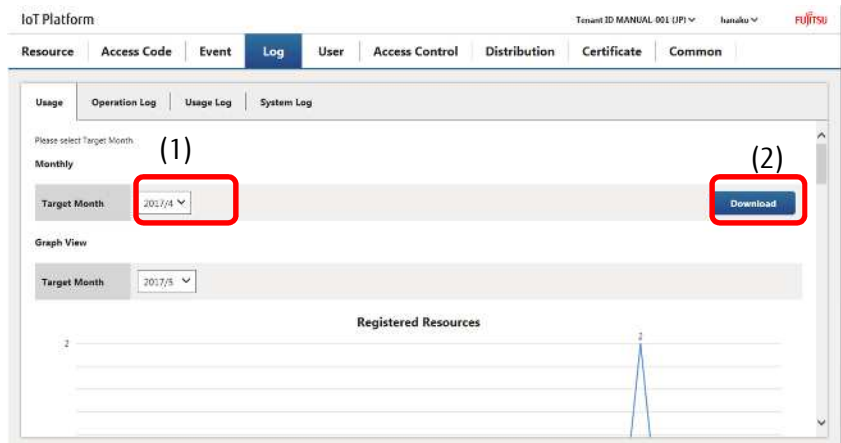 IoT Platform
Tenant ID MANUAL-001 (JP) hanako FUJITSU
Resource Access Code Event Log User Access Control Distribution Certificate Common
Usage Operation Log Usage Log System Log
Please select Target Month.
(1)
(2)
Monthly
Target Month 2017/4 Download
Graph View
Target Month 2017/5
Registered Resources
2
2